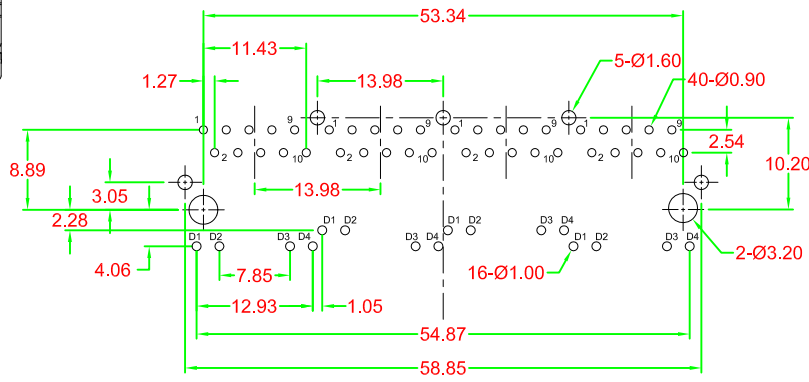 53.34
11.43
1.27
13.98
5-Ø1.60
40-Ø0.90
1 9 1 9 1 9 1 9
2 10 2 10 2 10 2 10
8.89
2.54
10.20
3.05
13.98
2.28
D1 D2 D1 D2 D3 D4
D1 D2 D3 D4 D3 D4 D1 D2 D3 D4
4.06
7.85
16-Ø1.00
2-Ø3.20
12.93
1.05
54.87
58.85